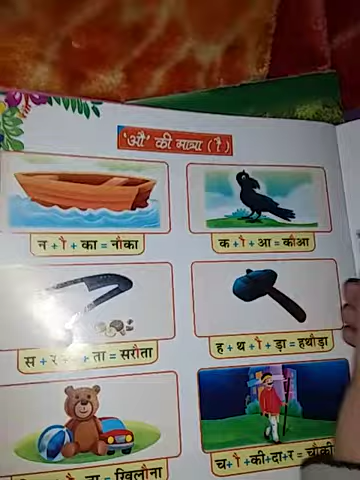 'औ' की मात्रा (ौ)
न + ौ + का = नौका
क + ौ + आ = कौआ
स + र ता = सरौता
ह + थ + ौ + ड़ा = हथौड़ा
ना = खिलौना
च + ौ + की + दा + र =